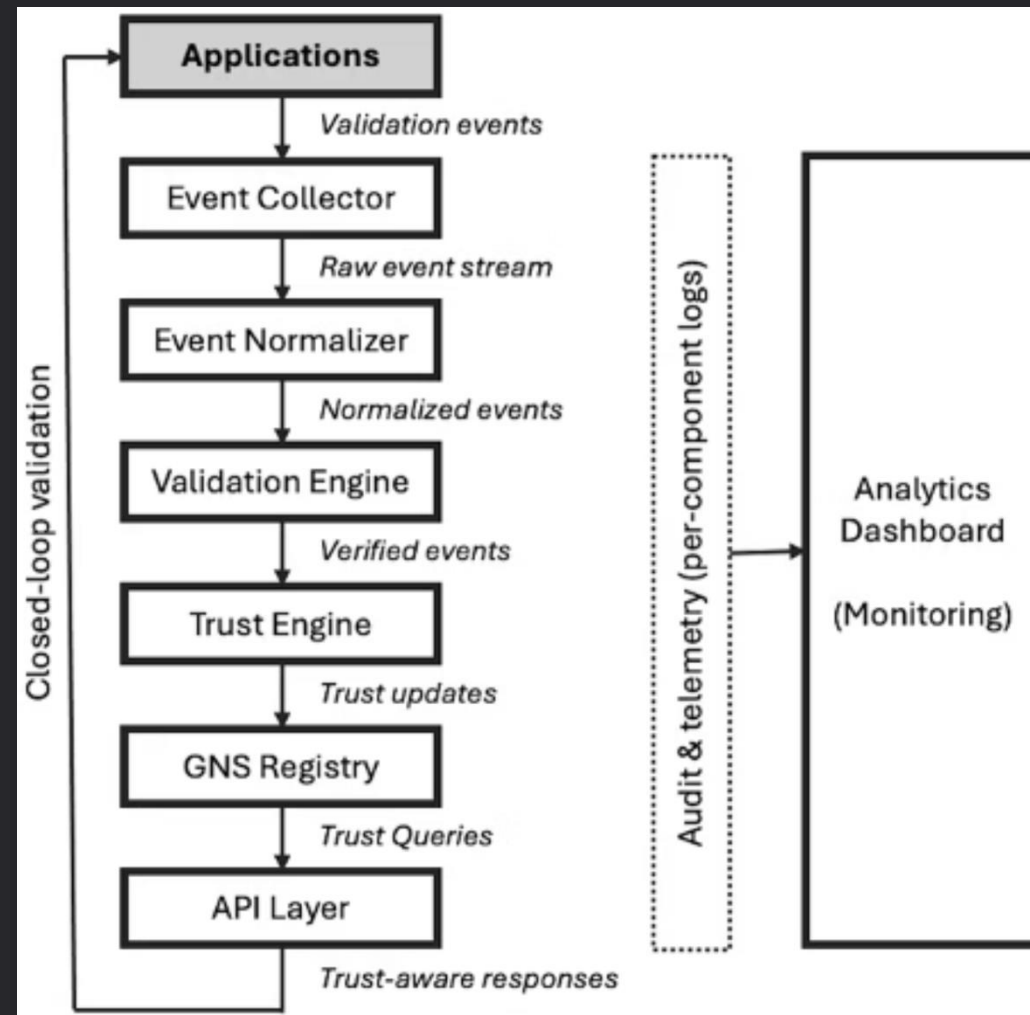 Applications
Validation events
Event Collector
Raw event stream
Event Normalizer
Normalized events
Validation Engine
Verified events
Trust Engine
Trust updates
GNS Registry
Trust Queries
API Layer
Trust-aware responses
Closed-loop validation
Audit & telemetry (per-component logs)
Analytics
Dashboard
(Monitoring)